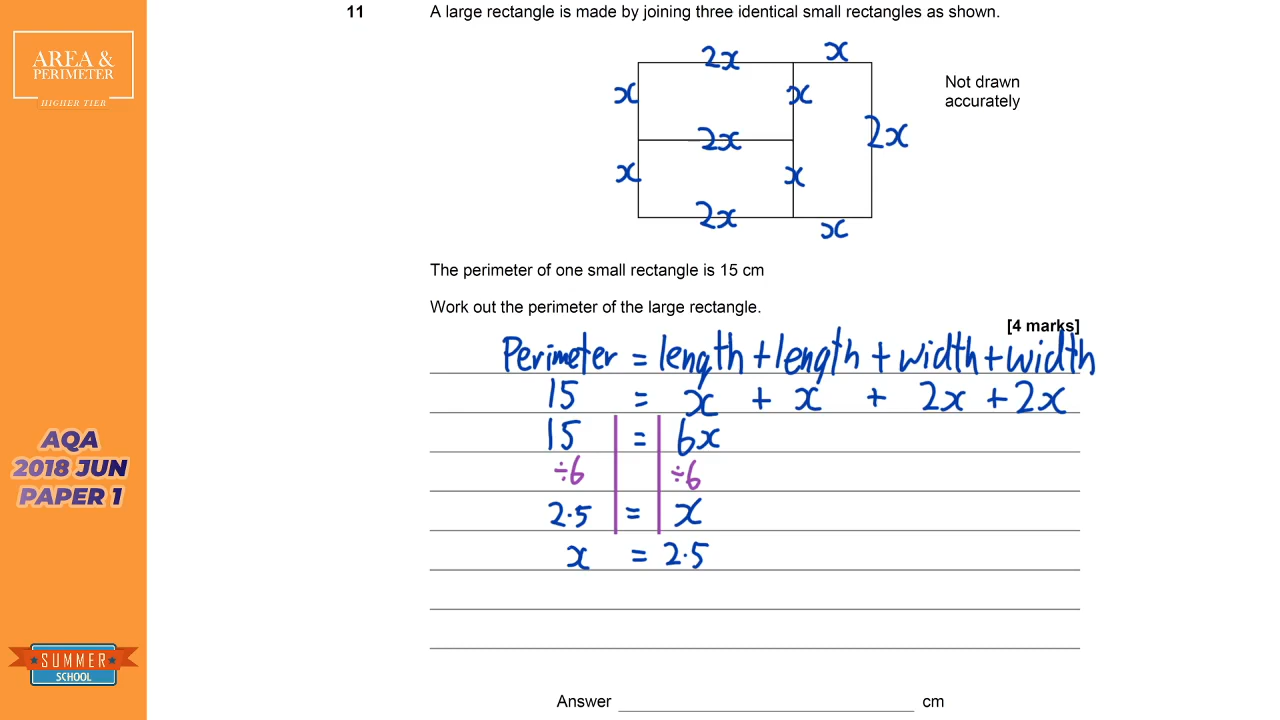 AREA &
PERIMETER
HIGHER TIER
AQA
2018 JUN
PAPER 1
SUMMER
SCHOOL
11 A large rectangle is made by joining three identical small rectangles as shown.
2x x
x x
Not drawn
accurately
2x 2x
x x
2x x
The perimeter of one small rectangle is 15 cm
Work out the perimeter of the large rectangle.
[4 marks]
Perimeter = length + length + width + width
15 = x + x + 2x + 2x
15 = 6x
÷6 ÷6
2.5 = x
x = 2.5
Answer cm